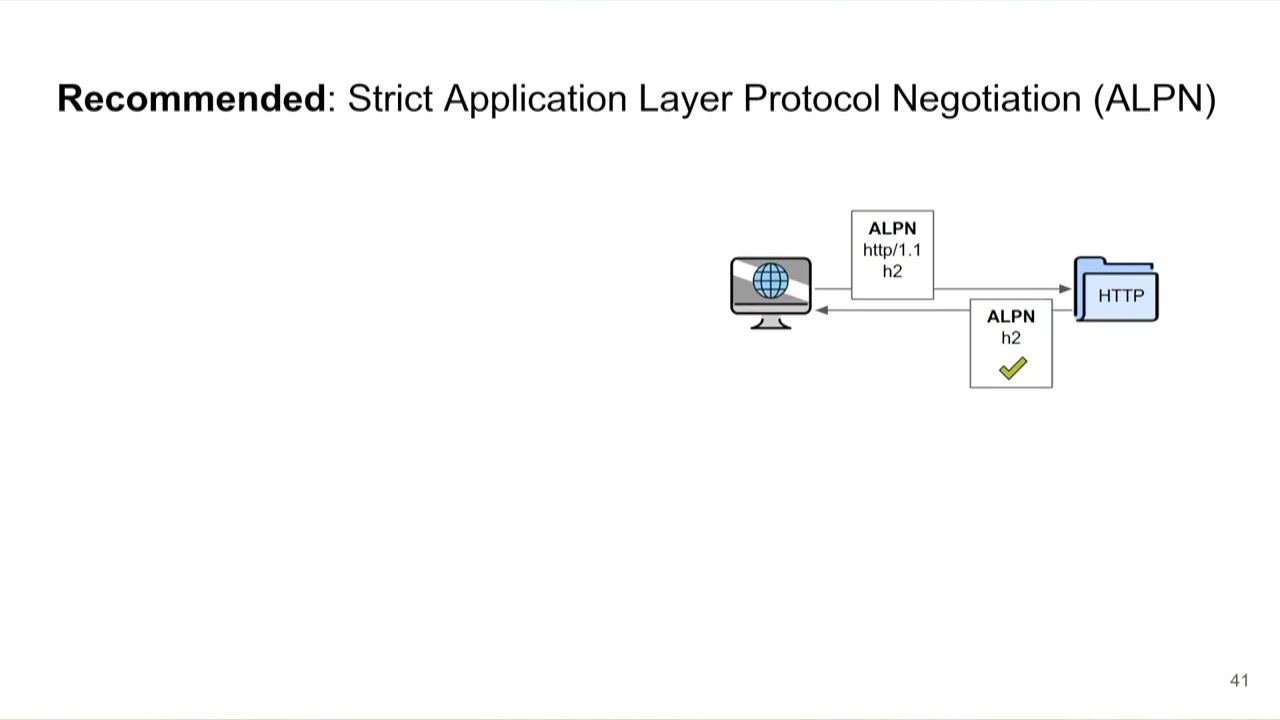 Recommended: Strict Application Layer Protocol Negotiation (ALPN)
ALPN
http/1.1
h2
HTTP
ALPN
h2
41